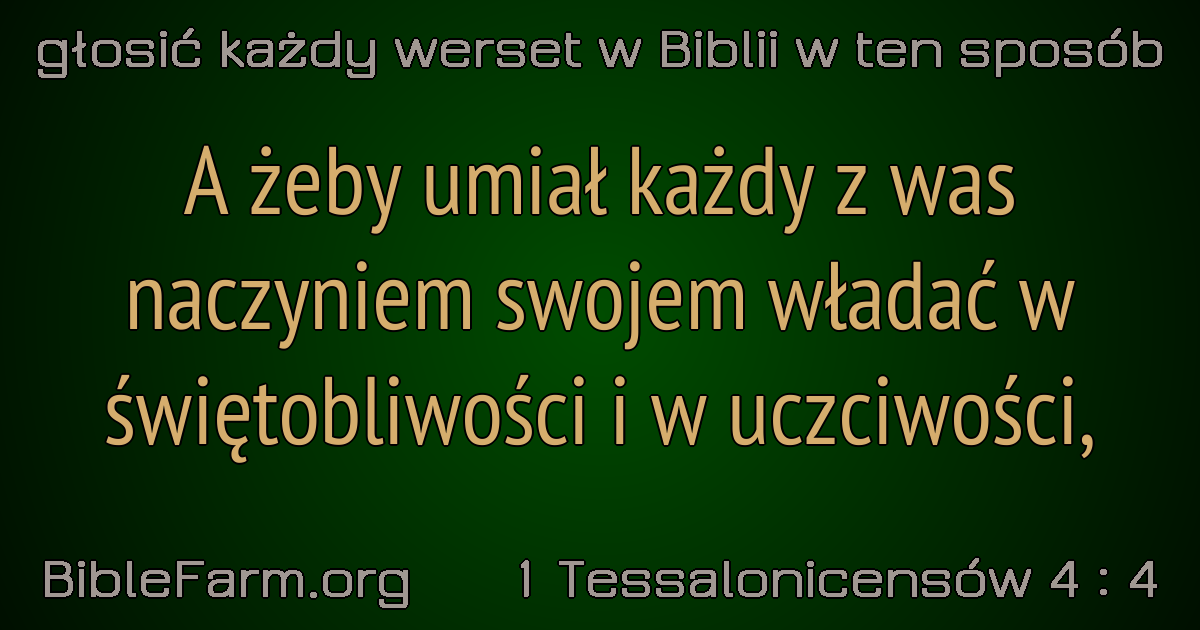 głosić każdy werset w Biblii w ten sposób
A żeby umiał każdy z was
naczyniem swojem władać w
świętobliwości i w uczciwości,
BibleFarm.org 1 Tessalonicensów 4 : 4